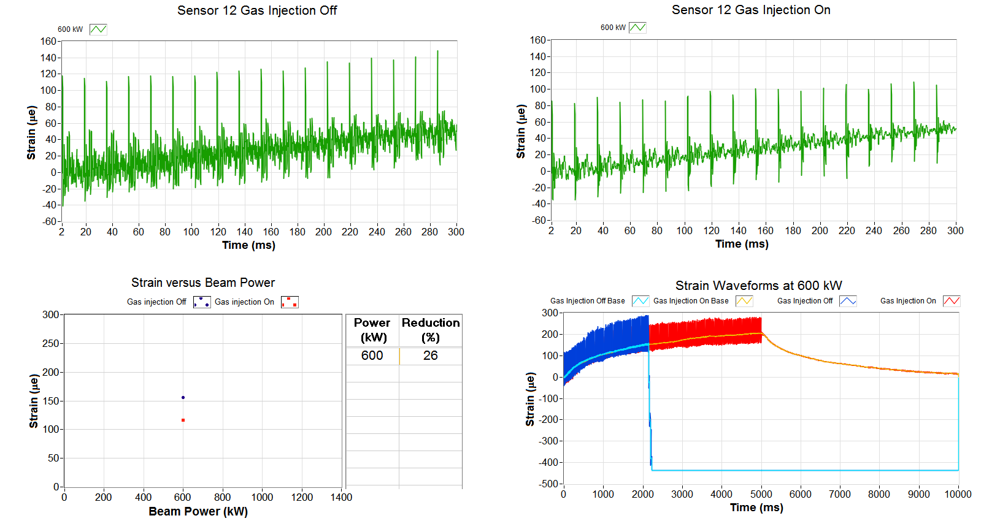 Sensor 12 Gas Injection Off
600 kW
160
140
120
100
80
60
40
20
0
-20
-40
-60
Strain (µe)
2 20 40 60 80 100 120 140 160 180 200 220 240 260 280 300
Time (ms)
Sensor 12 Gas Injection On
600 kW
160
140
120
100
80
60
40
20
0
-20
-40
-60
Strain (µe)
2 20 40 60 80 100 120 140 160 180 200 220 240 260 280 300
Time (ms)
Strain versus Beam Power
Gas injection Off Gas injection On
300
250
200
150
100
50
0
Strain (µe)
0 200 400 600 800 1000 1200 1400
Beam Power (kW)
Power Reduction
(kW) (%)
600 26
Strain Waveforms at 600 kW
Gas Injection Off Base Gas Injection On Base Gas Injection Off Gas Injection On
300
200
100
0
-100
-200
-300
-400
-500
Strain (µe)
0 1000 2000 3000 4000 5000 6000 7000 8000 9000 10000
Time (ms)